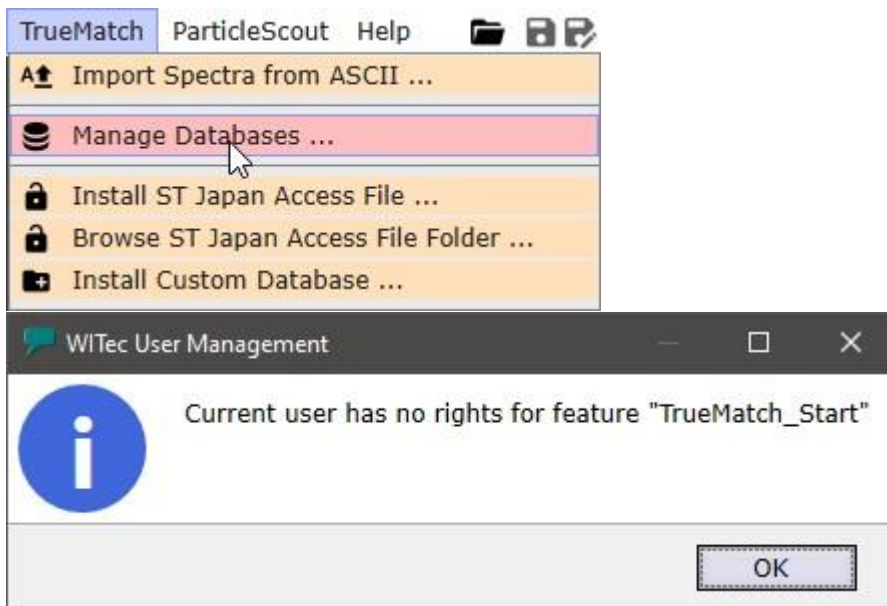 TrueMatch ParticleScout Help
Import Spectra from ASCII ...
Manage Databases ...
Install ST Japan Access File ...
Browse ST Japan Access File Folder ...
Install Custom Database ...
WITec User Management
Current user has no rights for feature "TrueMatch_Start"
OK